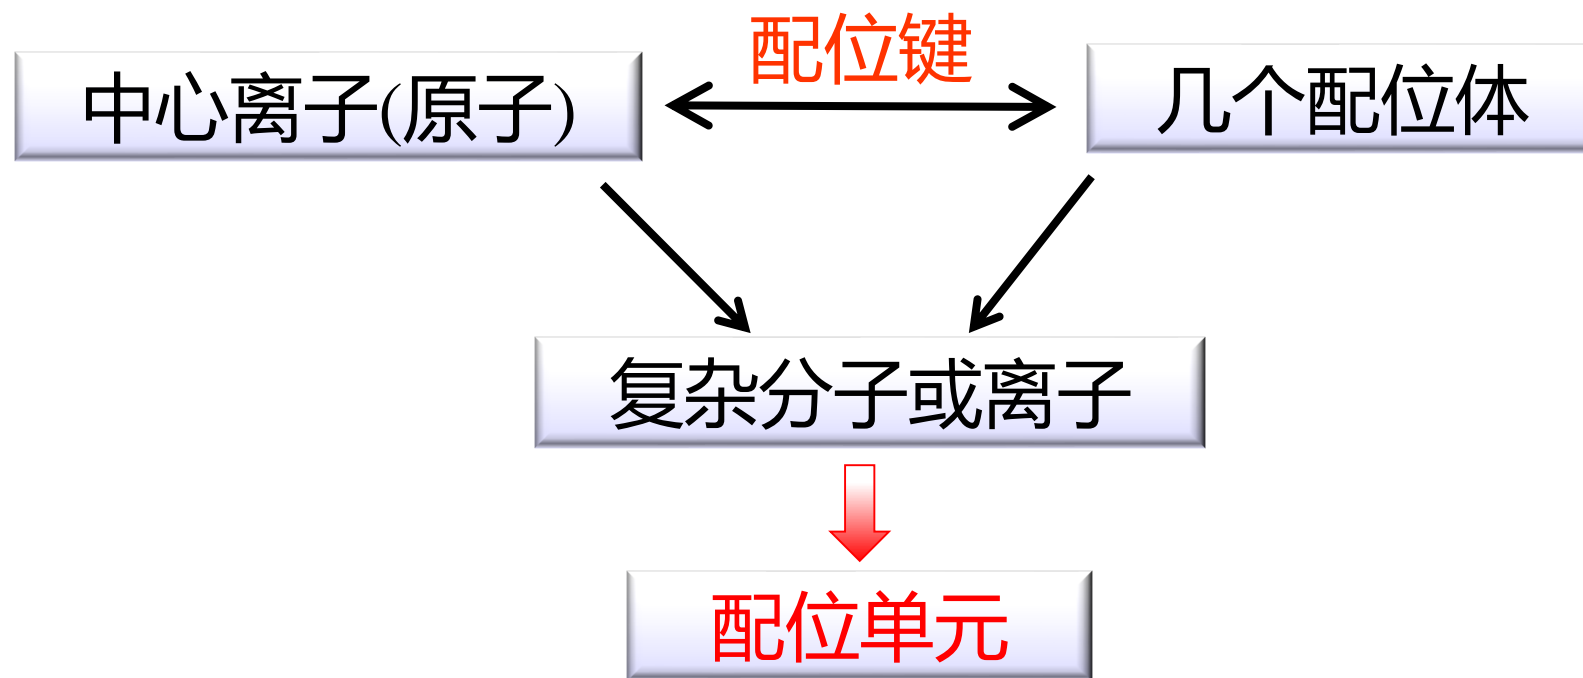 配位键
中心离子(原子)
几个配位体
复杂分子或离子
配位单元